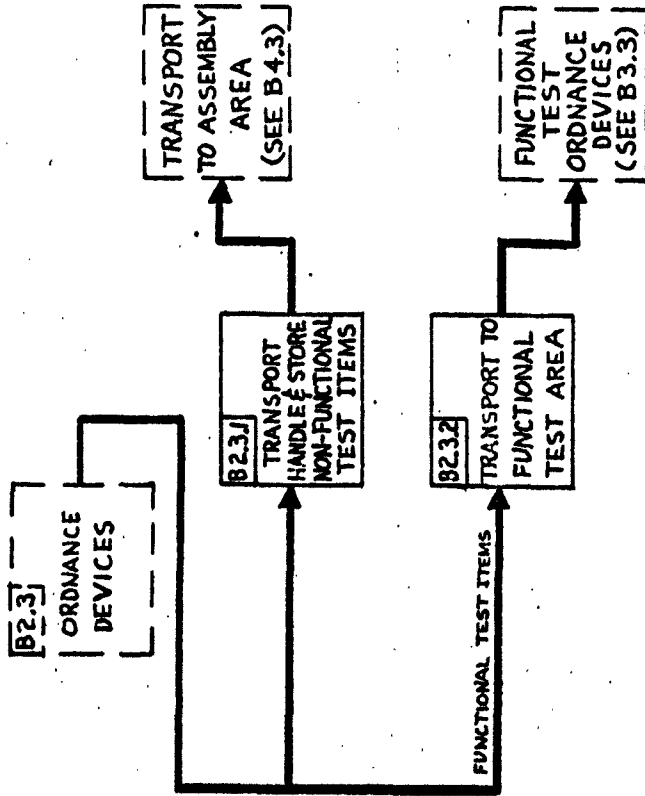 B2.3
ORDNANCE
DEVICES
B2.3.1
TRANSPORT
HANDLE & STORE
NON-FUNCTIONAL
TEST ITEMS
TRANSPORT
TO ASSEMBLY
AREA
(SEE B4.3)
FUNCTIONAL TEST ITEMS
B2.3.2
TRANSPORT TO
FUNCTIONAL
TEST AREA
FUNCTIONAL
TEST
ORDNANCE
DEVICES
(SEE B3.3)